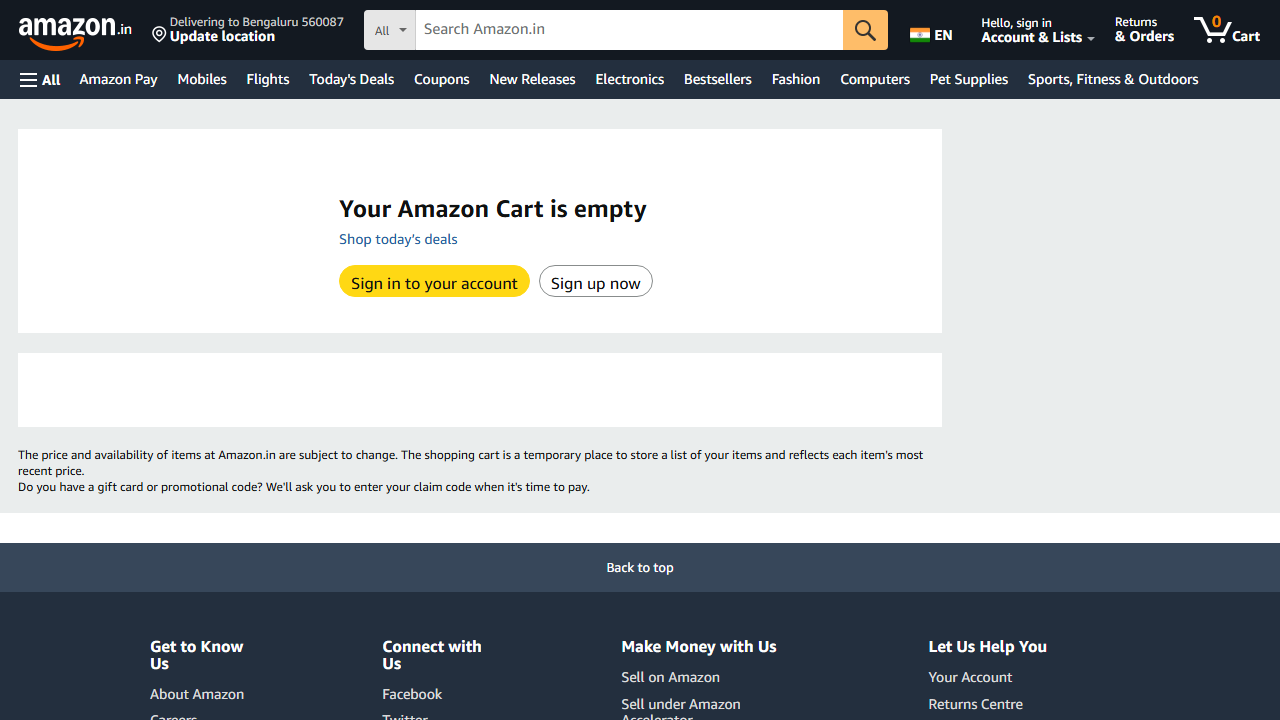 amazon.in
Delivering to Bengaluru 560087
Update location
All
Search Amazon.in
EN
Hello, sign in
Account & Lists
Returns
& Orders
0
Cart
All
Amazon Pay
Mobiles
Flights
Today's Deals
Coupons
New Releases
Electronics
Bestsellers
Fashion
Computers
Pet Supplies
Sports, Fitness & Outdoors
Your Amazon Cart is empty
Shop today's deals
Sign in to your account
Sign up now
The price and availability of items at Amazon.in are subject to change. The shopping cart is a temporary place to store a list of your items and reflects each item's most
recent price.
Do you have a gift card or promotional code? We'll ask you to enter your claim code when it's time to pay.
Back to top
Get to Know
Us
About Amazon
Careers
Connect with
Us
Facebook
Twitter
Make Money with Us
Sell on Amazon
Sell under Amazon
Accelerator
Let Us Help You
Your Account
Returns Centre